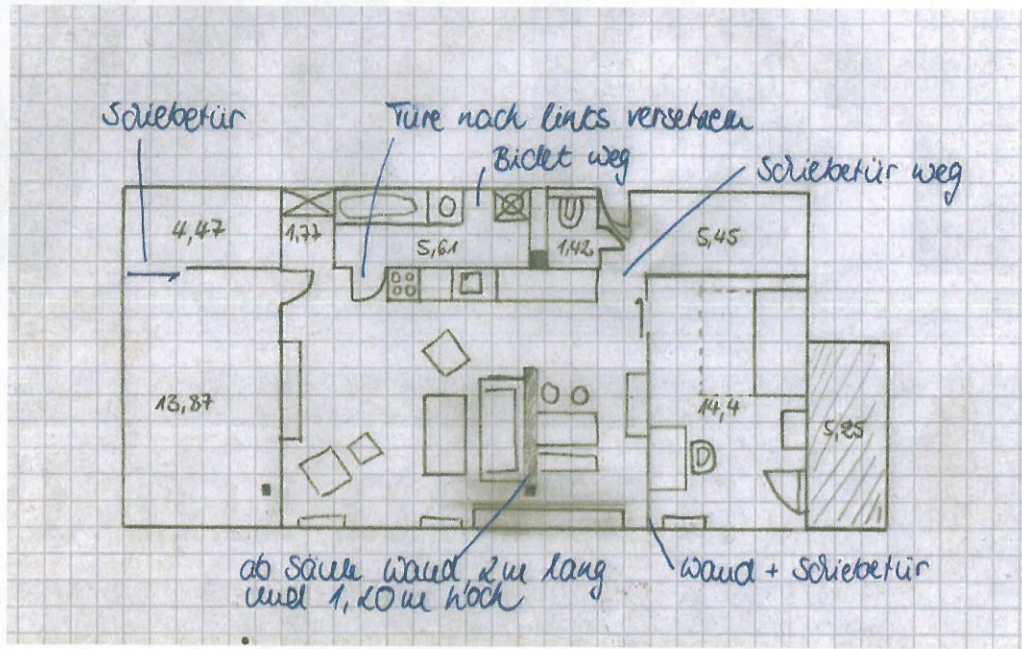 Schiebetür
Türe nach links versetzen
Bidet weg
Schiebetür weg
4,47
1,77
5,61
1,42
5,45
13,87
14,4
5,25
ab Säule Wand, 2m lang
und 1,20m hoch
Wand + Schiebetür